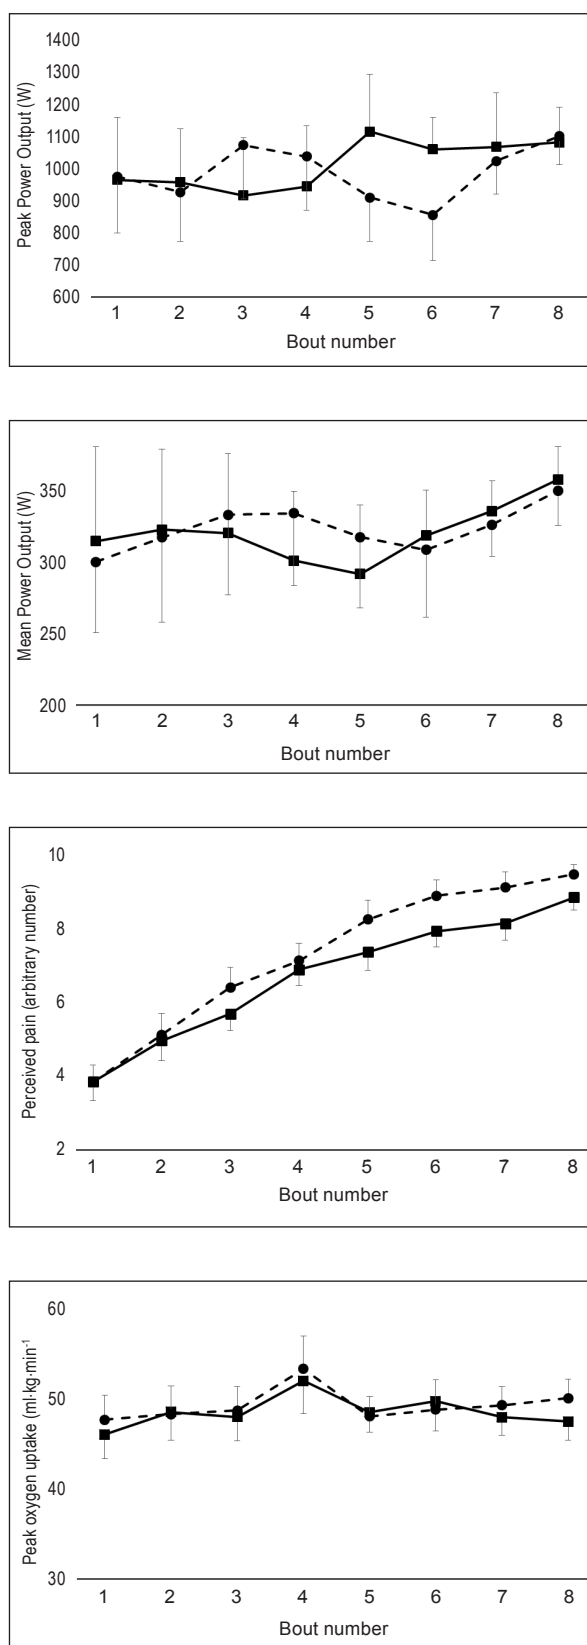 Peak Power Output (W)
1400
1300
1200
1100
1000
900
800
700
600
1 2 3 4 5 6 7 8
Bout number
Mean Power Output (W)
350
300
250
200
1 2 3 4 5 6 7 8
Bout number
Perceived pain (arbitrary number)
10
8
6
4
2
1 2 3 4 5 6 7 8
Bout number
Peak oxygen uptake (ml·kg·min⁻¹
60
50
40
30
1 2 3 4 5 6 7 8
Bout number